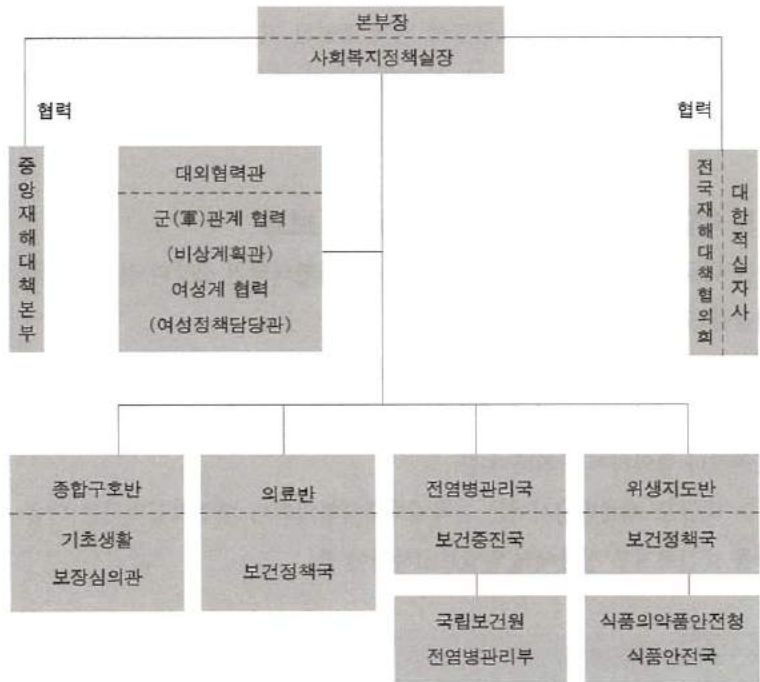 본부장
사회복지정책실장
협력
협력
중앙재해대책본부
대외협력관
군(軍)관계 협력
(비상계획관)
여성계 협력
(여성정책담당관)
전국재해대책협의회
대한적십자사
종합구호반
기초생활
보장심의관
의료반
보건정책국
전염병관리국
보건증진국
국립보건원
전염병관리부
위생지도반
보건정책국
식품의약품안전청
식품안전국